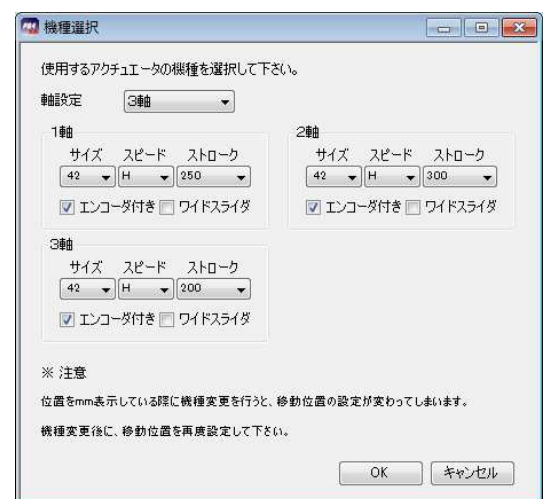 機種選択
使用するアクチュエータの機種を選択して下さい。
軸設定 3軸
1軸
サイズ スピード ストローク
42 H 250
エンコーダ付き ワイドスライダ
2軸
サイズ スピード ストローク
42 H 300
エンコーダ付き ワイドスライダ
3軸
サイズ スピード ストローク
42 H 200
エンコーダ付き ワイドスライダ
※ 注意
位置をmm表示している際に機種変更を行うと、移動位置の設定が変わってしまいます。
機種変更後に、移動位置を再度設定して下さい。
OK キャンセル